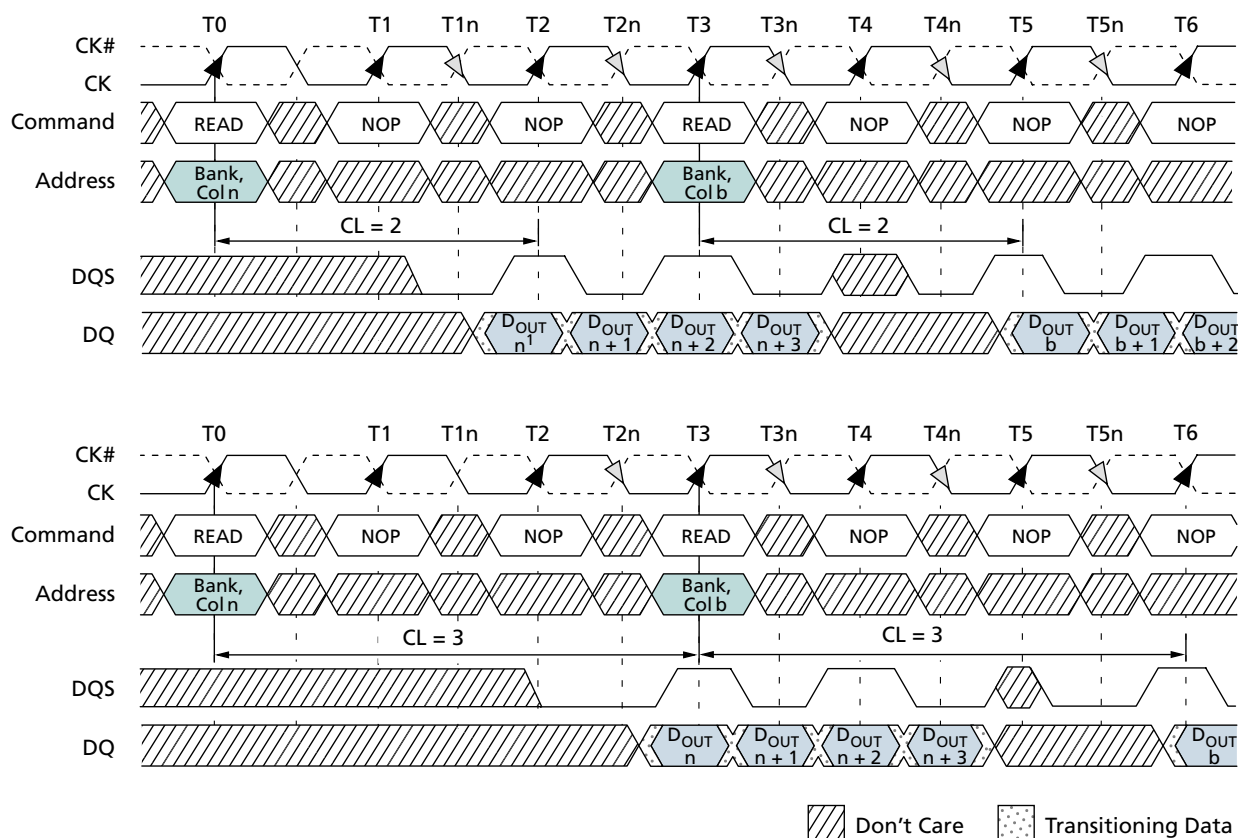 T0 T1 T1n T2 T2n T3 T3n T4 T4n T5 T5n T6
CK#
CK
Command READ NOP NOP READ NOP NOP NOP
Address Bank, Col n Bank, Col b
CL = 2 CL = 2
DQS
DQ DOUT n1 DOUT n + 1 DOUT n + 2 DOUT n + 3 DOUT b DOUT b + 1 DOUT b + 2
T0 T1 T1n T2 T2n T3 T3n T4 T4n T5 T5n T6
CK#
CK
Command READ NOP NOP READ NOP NOP NOP
Address Bank, Col n Bank, Col b
CL = 3 CL = 3
DQS
DQ DOUT n DOUT n + 1 DOUT n + 2 DOUT n + 3 DOUT b
Don't Care Transitioning Data